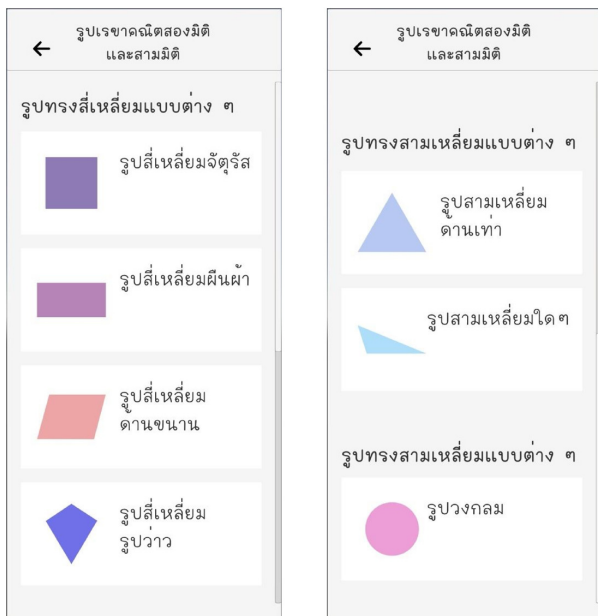 รูปเรขาคณิตสองมิติ
และสามมิติ
รูปทรงสี่เหลี่ยมแบบต่าง ๆ
รูปสี่เหลี่ยมจัตุรัส
รูปสี่เหลี่ยมผืนผ้า
รูปสี่เหลี่ยม
ด้านขนาน
รูปสี่เหลี่ยม
รูปว่าว
รูปเรขาคณิตสองมิติ
และสามมิติ
รูปทรงสามเหลี่ยมแบบต่าง ๆ
รูปสามเหลี่ยม
ด้านเท่า
รูปสามเหลี่ยมใด ๆ
รูปทรงสามเหลี่ยมแบบต่าง ๆ
รูปวงกลม